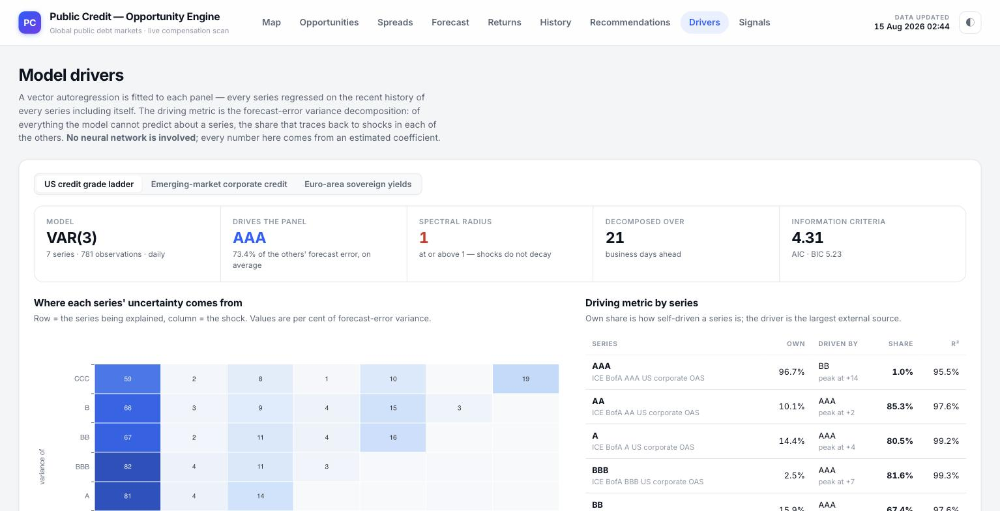 PC
Public Credit — Opportunity Engine
Global public debt markets · live compensation scan
Map
Opportunities
Spreads
Forecast
Returns
History
Recommendations
Drivers
Signals
DATA UPDATED
15 Aug 2026 02:44
Model drivers
A vector autoregression is fitted to each panel — every series regressed on the recent history of
every series including itself. The driving metric is the forecast-error variance decomposition: of
everything the model cannot predict about a series, the share that traces back to shocks in each of
the others. No neural network is involved; every number here comes from an estimated coefficient.
US credit grade ladder
Emerging-market corporate credit
Euro-area sovereign yields
MODEL
VAR(3)
7 series · 781 observations · daily
DRIVES THE PANEL
AAA
73.4% of the others' forecast error, on
average
SPECTRAL RADIUS
1
at or above 1 — shocks do not decay
DECOMPOSED OVER
21
business days ahead
INFORMATION CRITERIA
4.31
AIC · BIC 5.23
Where each series' uncertainty comes from
Row = the series being explained, column = the shock. Values are per cent of forecast-error variance.
variance of
CCC 59 2 8 1 10 19
B 66 3 9 4 15 3
BB 67 2 11 4 16
BBB 82 4 11 3
A 81 4 14
Driving metric by series
Own share is how self-driven a series is; the driver is the largest external source.
SERIES OWN DRIVEN BY SHARE R²
AAA 96.7% BB 1.0% 95.5%
ICE BofA AAA US corporate OAS peak at +14
AA 10.1% AAA 85.3% 97.6%
ICE BofA AA US corporate OAS peak at +2
A 14.4% AAA 80.5% 99.2%
ICE BofA A US corporate OAS peak at +4
BBB 2.5% AAA 81.6% 99.3%
ICE BofA BBB US corporate OAS peak at +7
BB 15.9% AAA 67.4% 97.6%